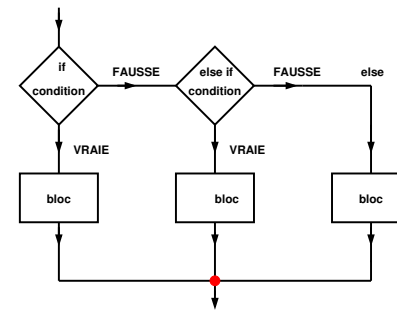 if
condition
FAUSSE
else if
condition
FAUSSE
else
VRAIE
VRAIE
bloc
bloc
bloc